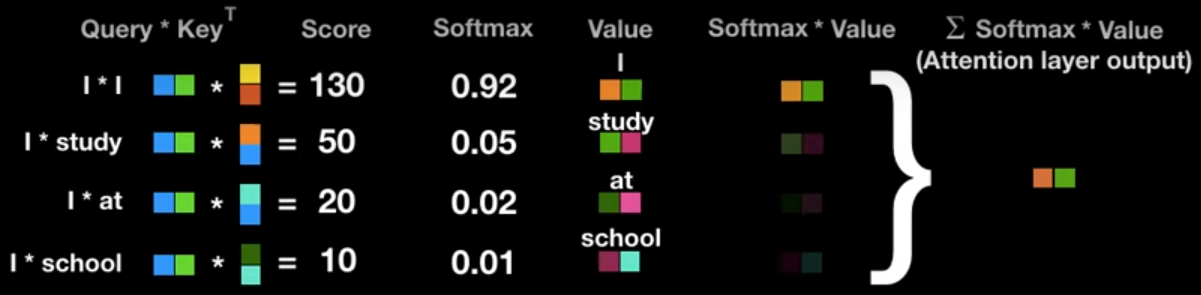 Query * Key^T Score Softmax Value Softmax * Value Σ Softmax * Value
(Attention layer output)
I
I * I * = 130 0.92
study
I * study * = 50 0.05
at
I * at * = 20 0.02
school
I * school * = 10 0.01
}